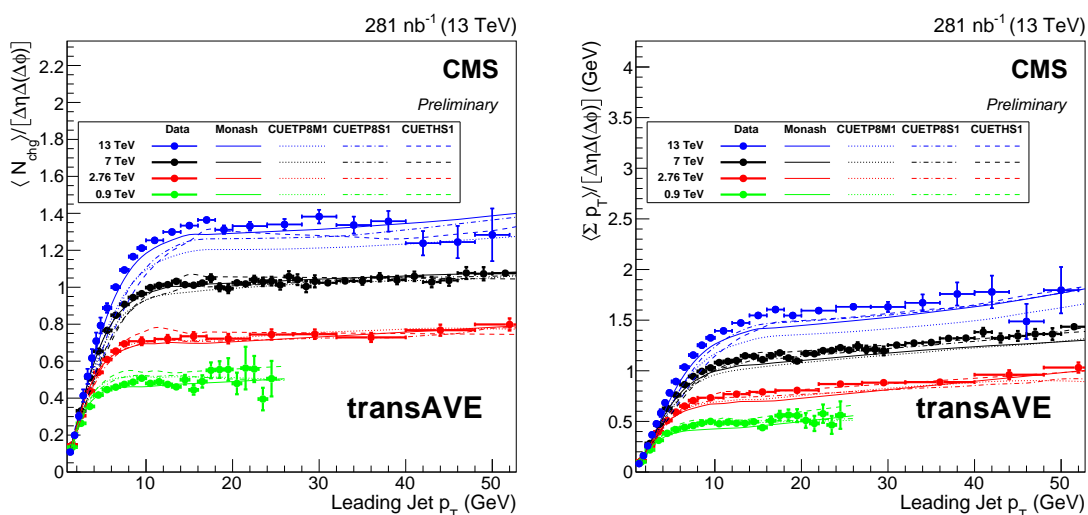 281 nb⁻¹ (13 TeV)
⟨ N_chg⟩/[ΔηΔ(Δϕ)]
2.2
2
1.8
1.6
1.4
1.2
1
0.8
0.6
0.4
0.2
0
CMS
Preliminary
Data Monash CUETP8M1 CUETP8S1 CUETHS1
13 TeV
7 TeV
2.76 TeV
0.9 TeV
transAVE
10 20 30 40 50
Leading Jet p_T (GeV)
281 nb⁻¹ (13 TeV)
⟨Σ p_T⟩/[ΔηΔ(Δϕ)] (GeV)
4
3.5
3
2.5
2
1.5
1
0.5
0
CMS
Preliminary
Data Monash CUETP8M1 CUETP8S1 CUETHS1
13 TeV
7 TeV
2.76 TeV
0.9 TeV
transAVE
10 20 30 40 50
Leading Jet p_T (GeV)